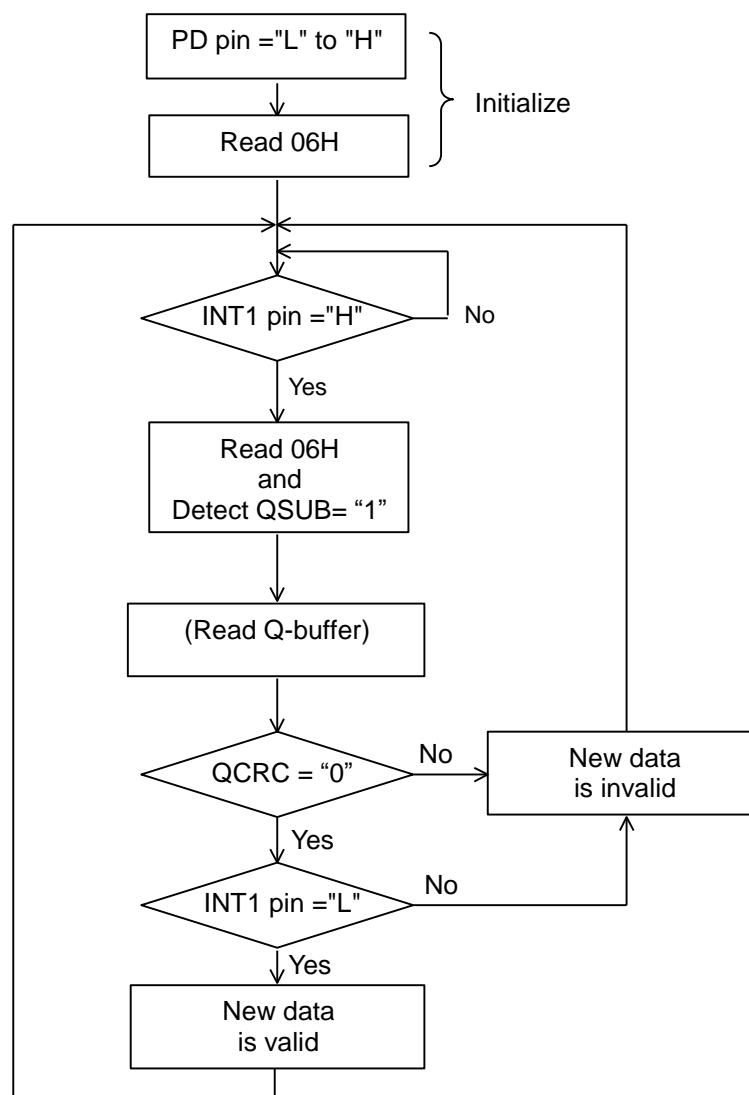 PD pin ="L" to "H"
Initialize
Read 06H
INT1 pin ="H"
No
Yes
Read 06H
and
Detect QSUB= “1”
(Read Q-buffer)
QCRC = “0”
No
New data
is invalid
Yes
INT1 pin ="L"
No
Yes
New data
is valid